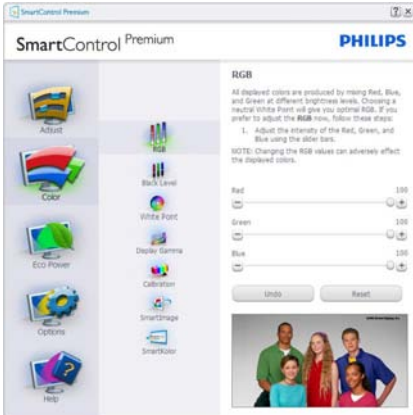 SmartControl Premium
SmartControl Premium
PHILIPS
Adjust
Color
Eco Power
Options
Help
RGB
Black Level
White Point
Display Gamma
Calibration
SmartImage
SmartKolor
RGB
All displayed colors are produced by mixing Red, Blue,
and Green at different brightness levels. Choosing a
neutral White Point will give you optimal RGB. If you
prefer to adjust the RGB now, follow these steps:
1. Adjust the intensity of the Red, Green, and
Blue using the slider bars.
NOTE: Changing the RGB values can adversely effect
the displayed colors.
Red 100
Green 100
Blue 100
Undo Reset